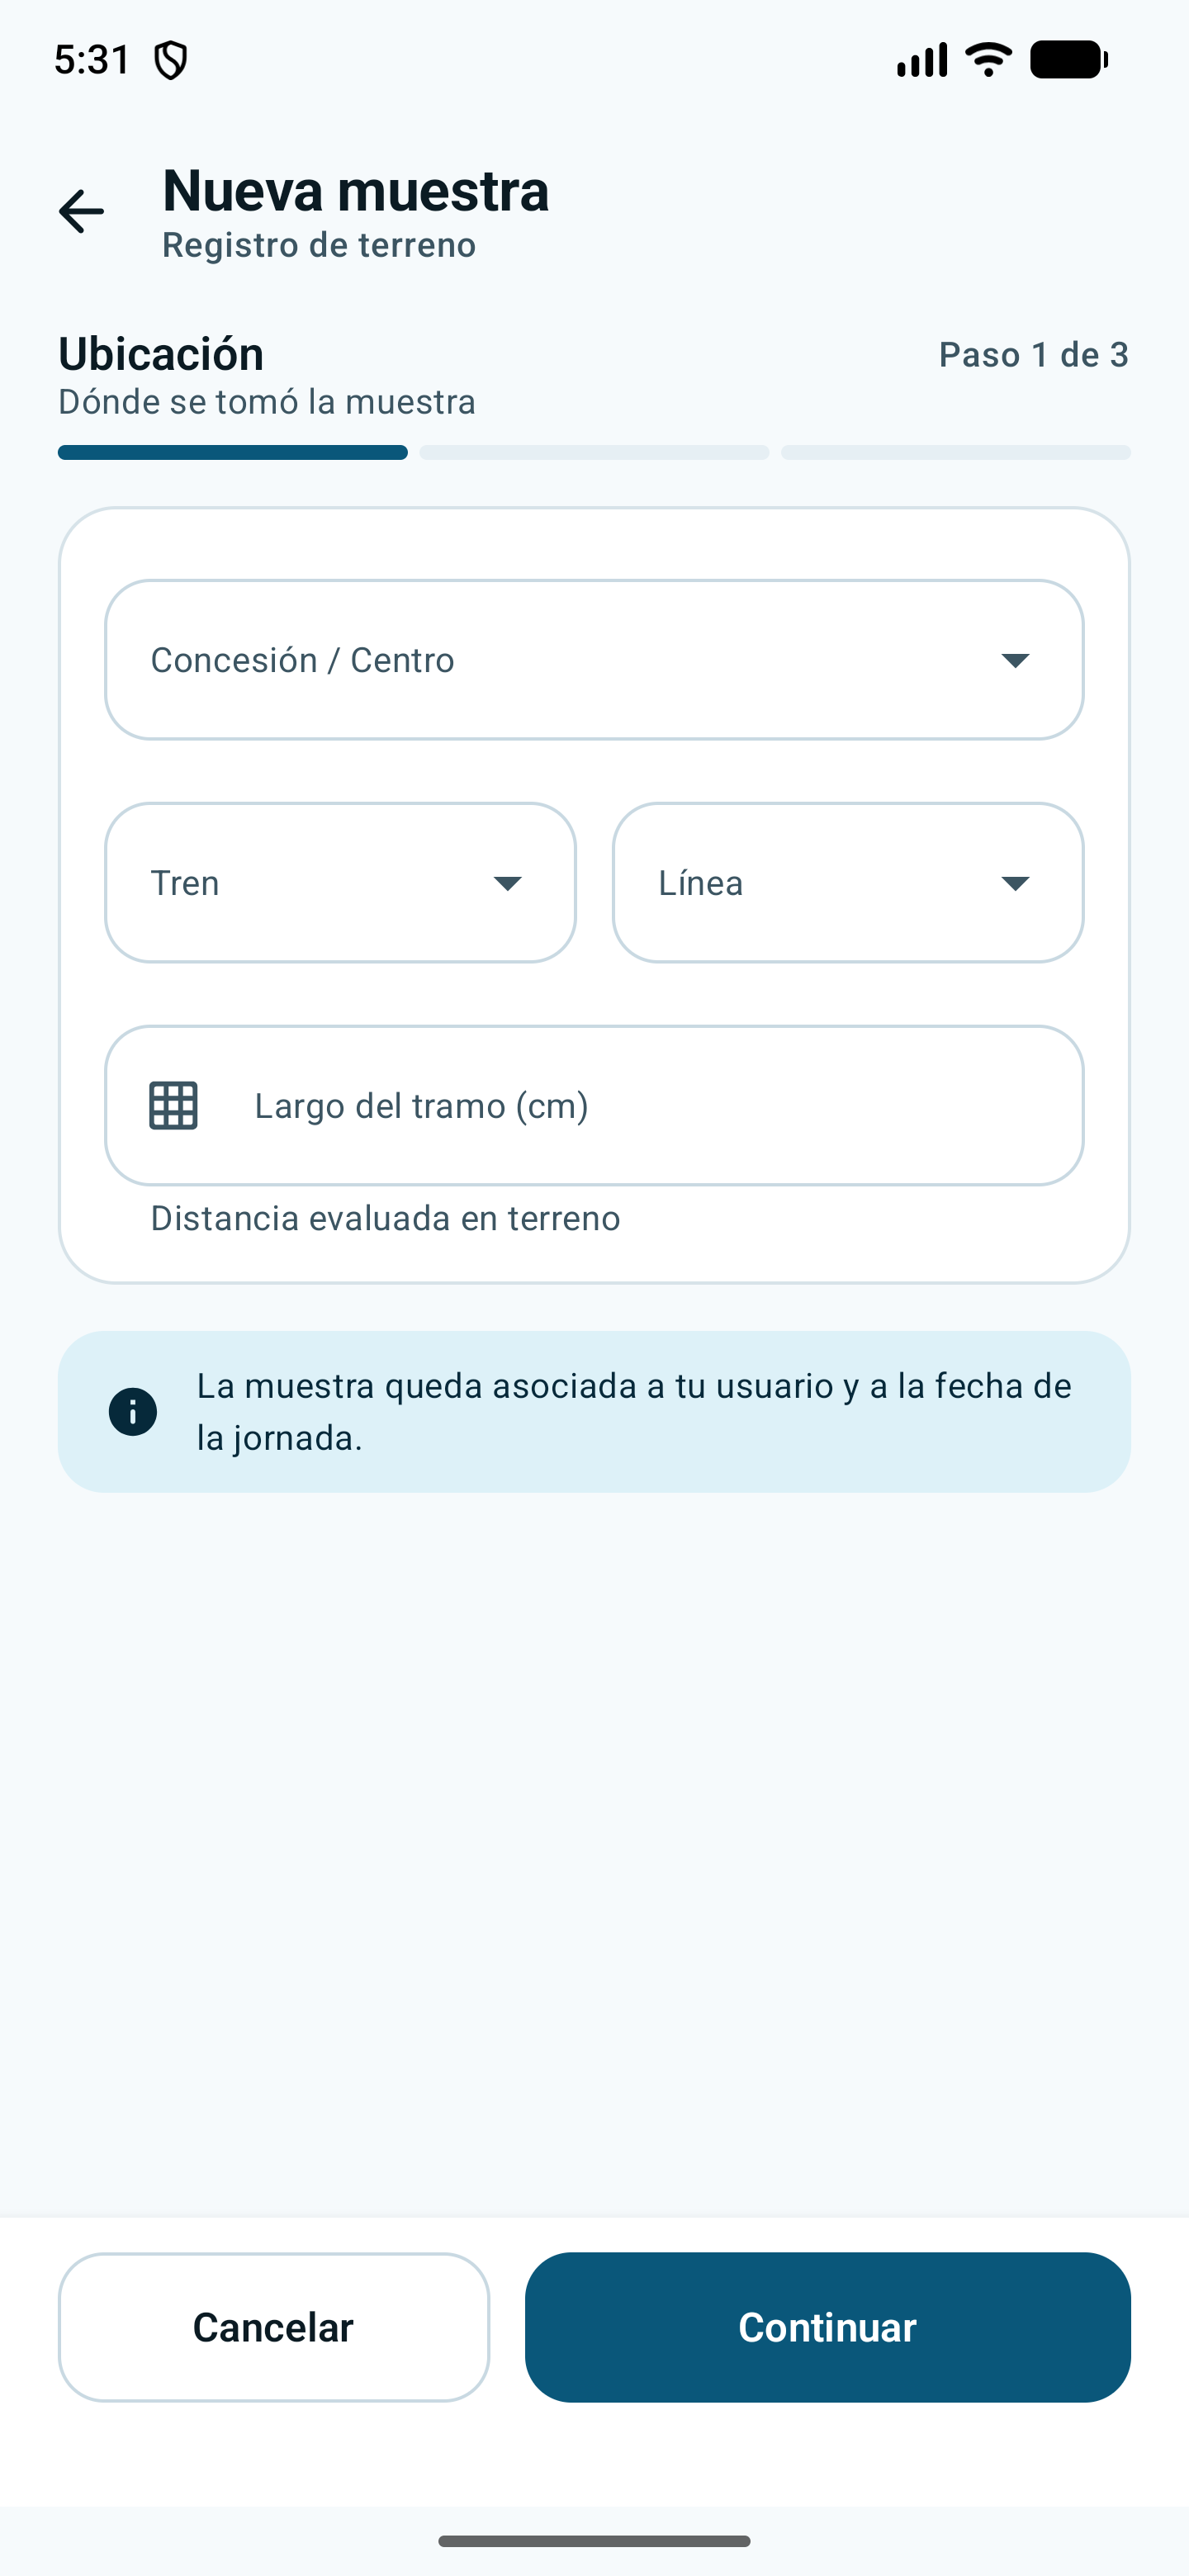 5:31
Nueva muestra
Registro de terreno
Ubicación
Paso 1 de 3
Dónde se tomó la muestra
Concesión / Centro
Tren
Línea
Largo del tramo (cm)
Distancia evaluada en terreno
La muestra queda asociada a tu usuario y a la fecha de
la jornada.
Cancelar
Continuar